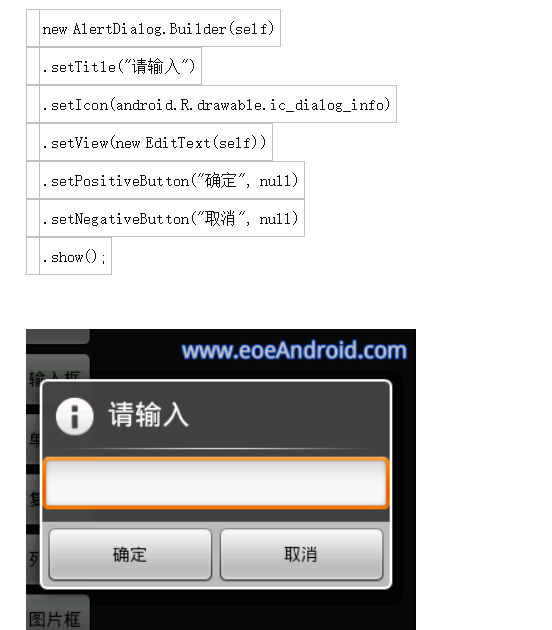 new AlertDialog.Builder(self)
.setTitle("请输入")
.setIcon(android.R.drawable.ic_dialog_info)
.setView(new EditText(self))
.setPositiveButton("确定", null)
.setNegativeButton("取消", null)
.show();
www.eoeAndroid.com
输入框
请输入
单
复
列
确定
取消
图片框